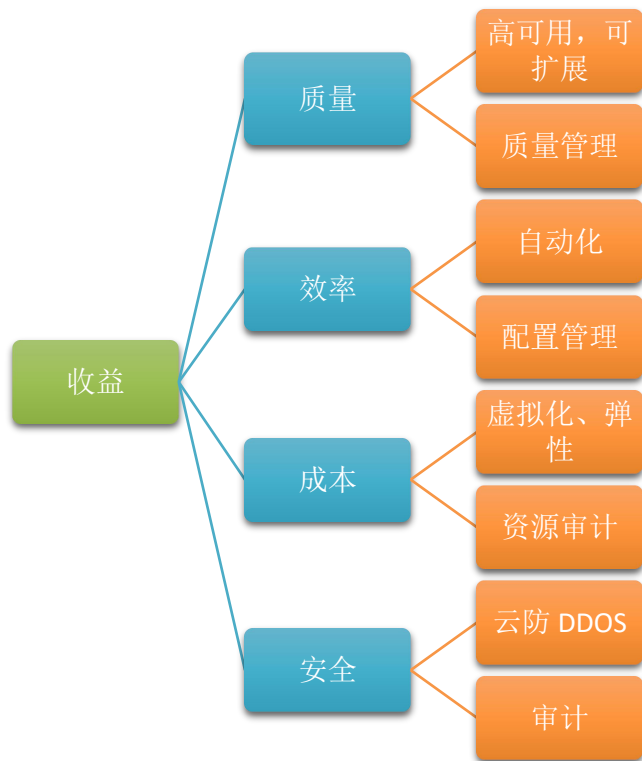 收益
质量
高可用，可
扩展
质量管理
效率
自动化
配置管理
成本
虚拟化、弹
性
资源审计
安全
云防 DDOS
审计